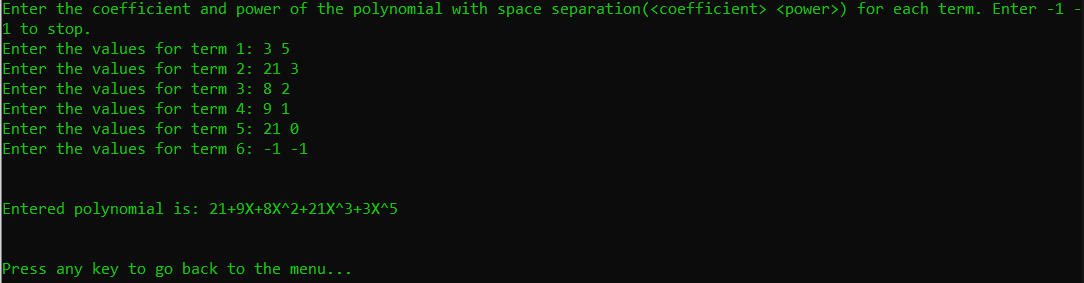 Enter the coefficient and power of the polynomial with space separation(<coefficient> <power>) for each term. Enter -1 -
1 to stop.
Enter the values for term 1: 3 5
Enter the values for term 2: 21 3
Enter the values for term 3: 8 2
Enter the values for term 4: 9 1
Enter the values for term 5: 21 0
Enter the values for term 6: -1 -1
Entered polynomial is: 21+9X+8X^2+21X^3+3X^5
Press any key to go back to the menu...